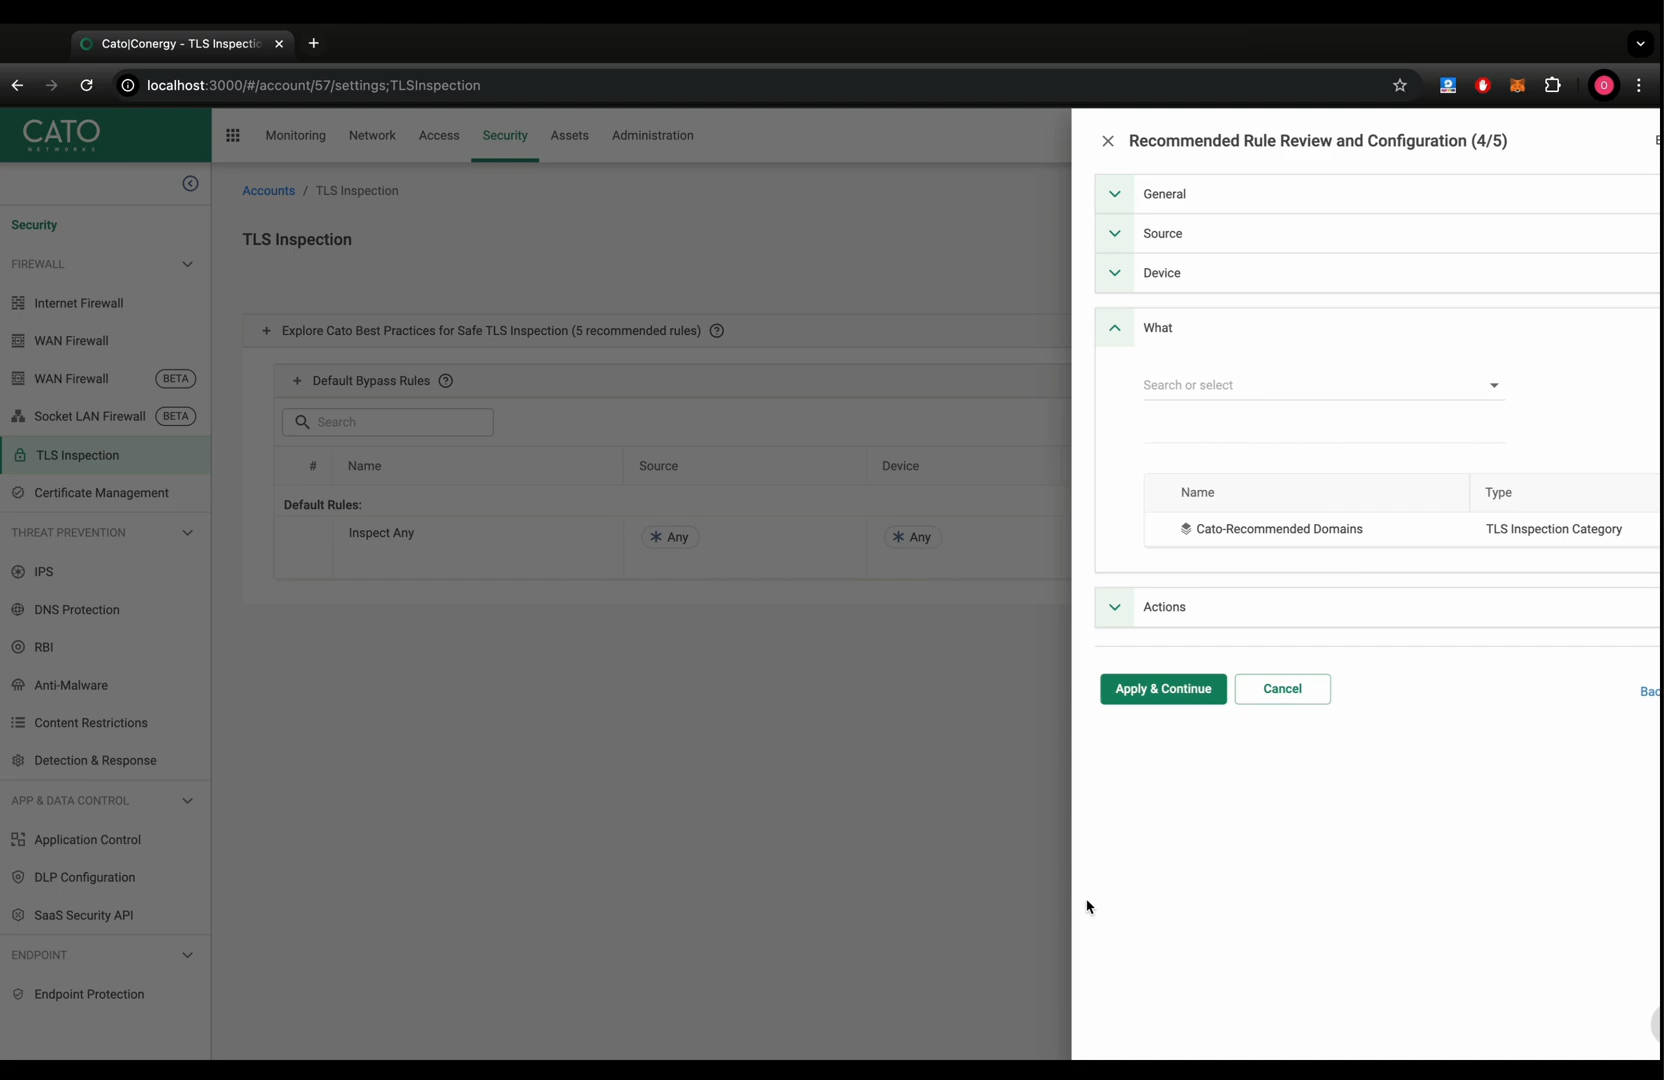 Cato|Conergy - TLS Inspectio
localhost:3000/#/account/57/settings;TLSInspection
O
CATO
NETWORKS
Monitoring
Network
Access
Security
Assets
Administration
Security
FIREWALL
Internet Firewall
WAN Firewall
WAN Firewall BETA
Socket LAN Firewall BETA
TLS Inspection
Certificate Management
THREAT PREVENTION
IPS
DNS Protection
RBI
Anti-Malware
Content Restrictions
Detection & Response
APP & DATA CONTROL
Application Control
DLP Configuration
SaaS Security API
ENDPOINT
Endpoint Protection
Accounts / TLS Inspection
TLS Inspection
+ Explore Cato Best Practices for Safe TLS Inspection (5 recommended rules) ?
+ Default Bypass Rules ?
Search
# Name Source Device
Default Rules:
Inspect Any Any Any
Recommended Rule Review and Configuration (4/5)
General
Source
Device
What
Search or select
Name Type
Cato-Recommended Domains TLS Inspection Category
Actions
Apply & Continue Cancel Bac